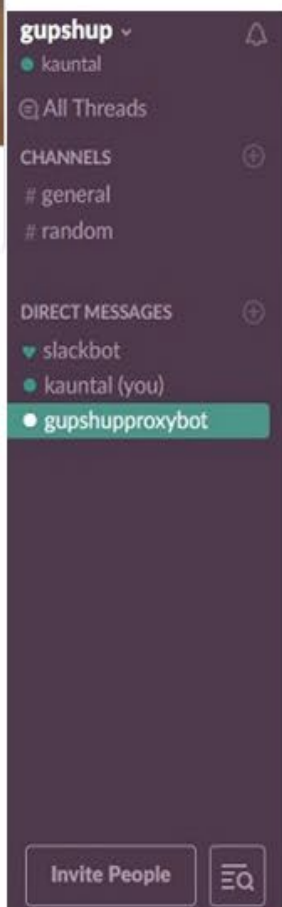 gupshup
kauntal
All Threads
CHANNELS
# general
# random
DIRECT MESSAGES
slackbot
kauntal (you)
gupshupproxybot
Invite People